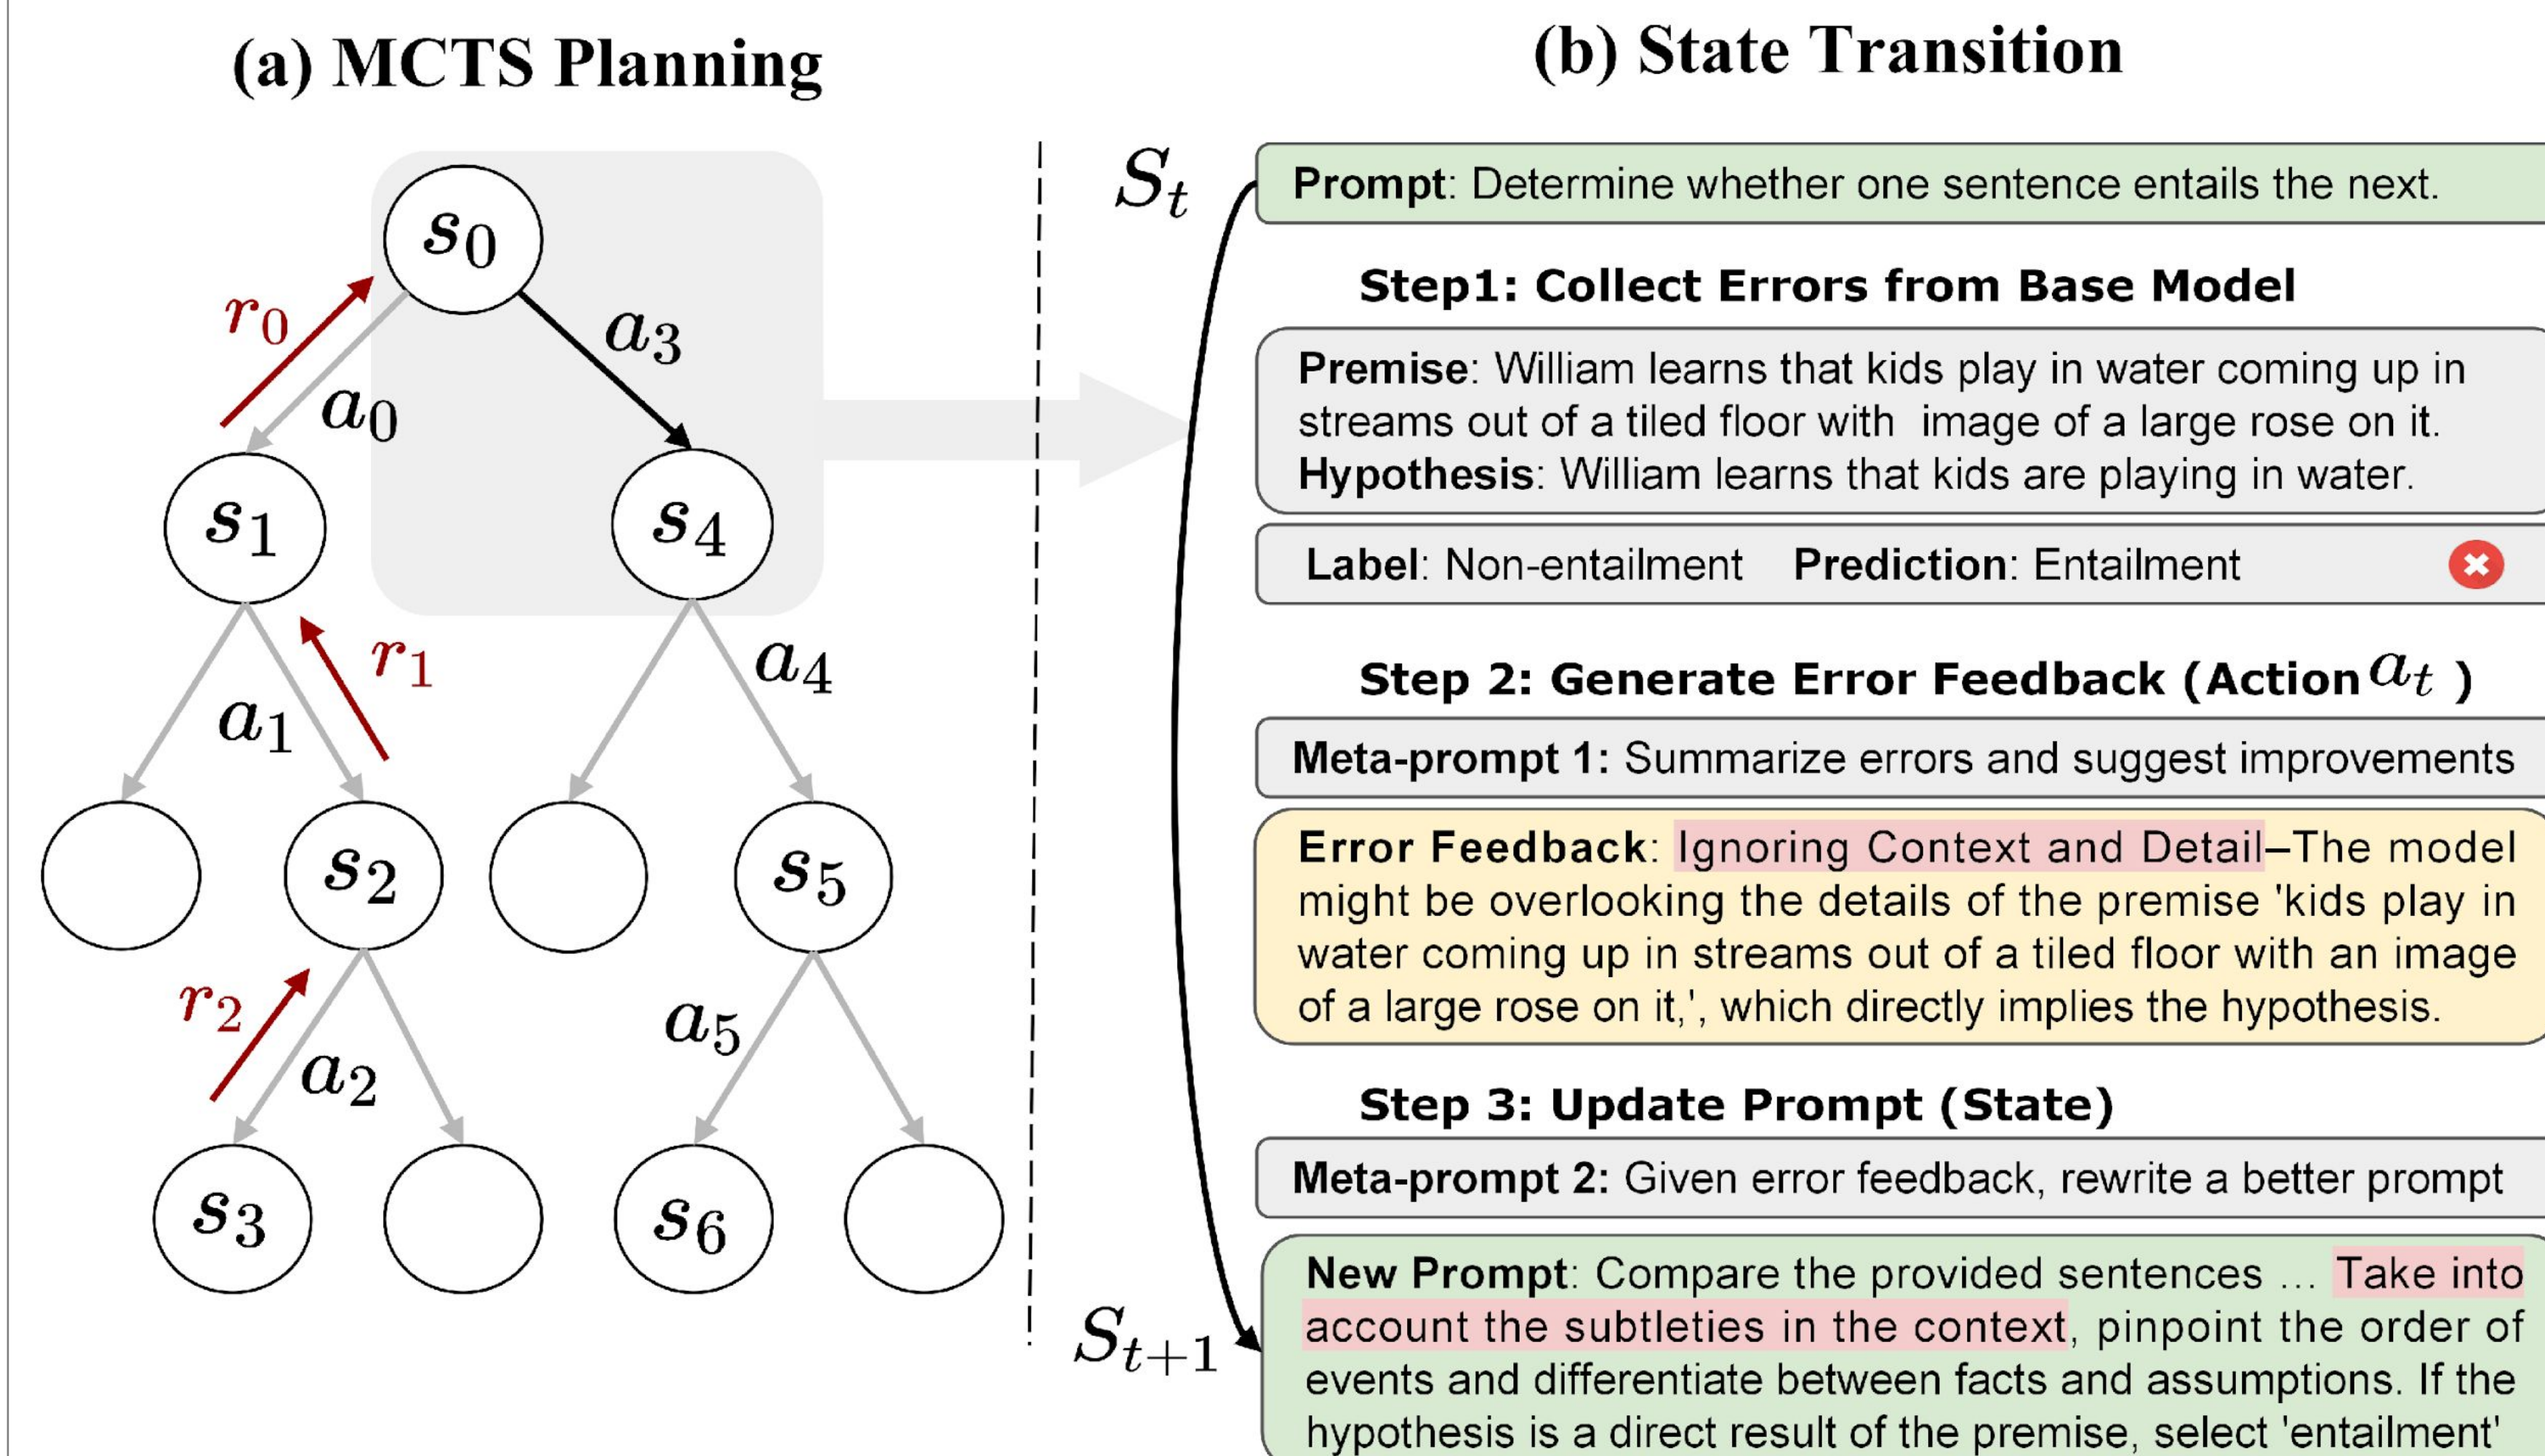 (a) MCTS Planning
s0
r0
a3
a0
s1
s4
r1
a4
a1
s2
s5
r2
a5
a2
s3
s6
(b) State Transition
St
Prompt: Determine whether one sentence entails the next.
Step1: Collect Errors from Base Model
Premise: William learns that kids play in water coming up in
streams out of a tiled floor with image of a large rose on it.
Hypothesis: William learns that kids are playing in water.
Label: Non-entailment Prediction: Entailment
Step 2: Generate Error Feedback (Action at )
Meta-prompt 1: Summarize errors and suggest improvements
Error Feedback: Ignoring Context and Detail–The model
might be overlooking the details of the premise 'kids play in
water coming up in streams out of a tiled floor with an image
of a large rose on it,', which directly implies the hypothesis.
Step 3: Update Prompt (State)
Meta-prompt 2: Given error feedback, rewrite a better prompt
St+1
New Prompt: Compare the provided sentences ... Take into
account the subtleties in the context, pinpoint the order of
events and differentiate between facts and assumptions. If the
hypothesis is a direct result of the premise, select 'entailment'